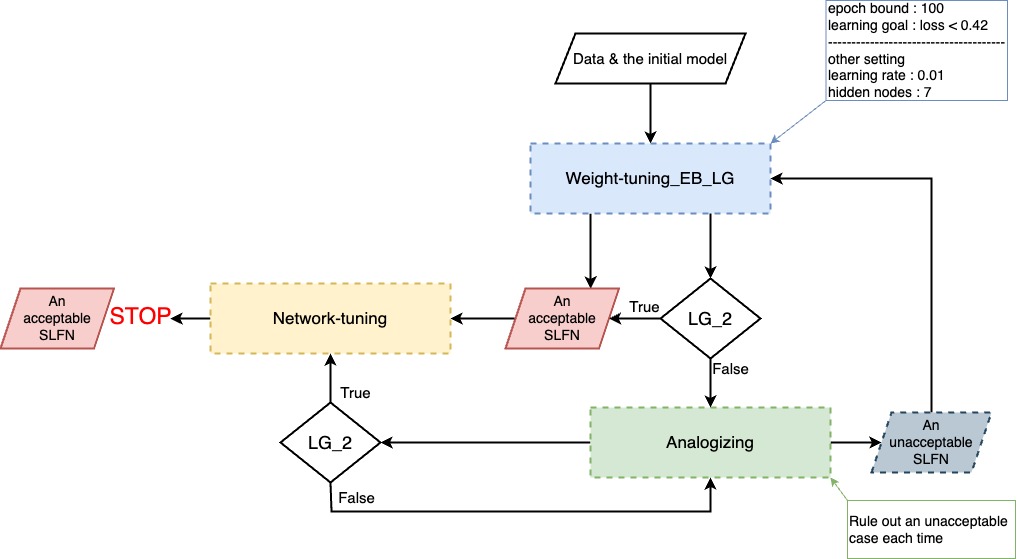 epoch bound : 100
learning goal : loss < 0.42
-----------------------------------
other setting
learning rate : 0.01
hidden nodes : 7
Data & the initial model
Weight-tuning_EB_LG
An
acceptable
SLFN
STOP
Network-tuning
An
acceptable
SLFN
True
LG_2
False
True
LG_2
False
Analogizing
An
unacceptable
SLFN
Rule out an unacceptable
case each time